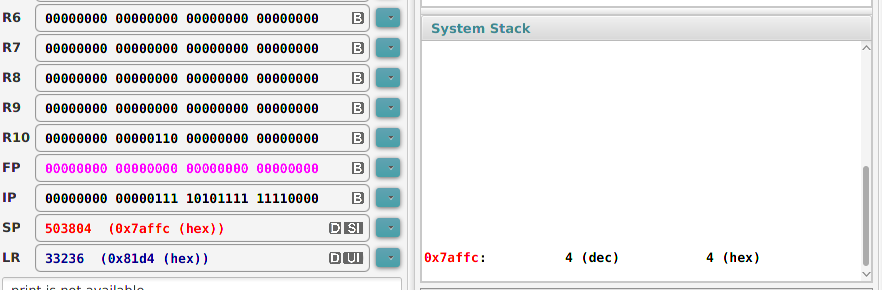 R6 00000000 00000000 00000000 00000000 B
R7 00000000 00000000 00000000 00000000 B
R8 00000000 00000000 00000000 00000000 B
R9 00000000 00000000 00000000 00000000 B
R10 00000000 00000110 00000000 00000000 B
FP 00000000 00000000 00000000 00000000 B
IP 00000000 00000111 10101111 11110000 B
SP 503804 (0x7affc (hex)) D SI
LR 33236 (0x81d4 (hex)) D UI
print is not available
System Stack
0x7affc: 4 (dec) 4 (hex)